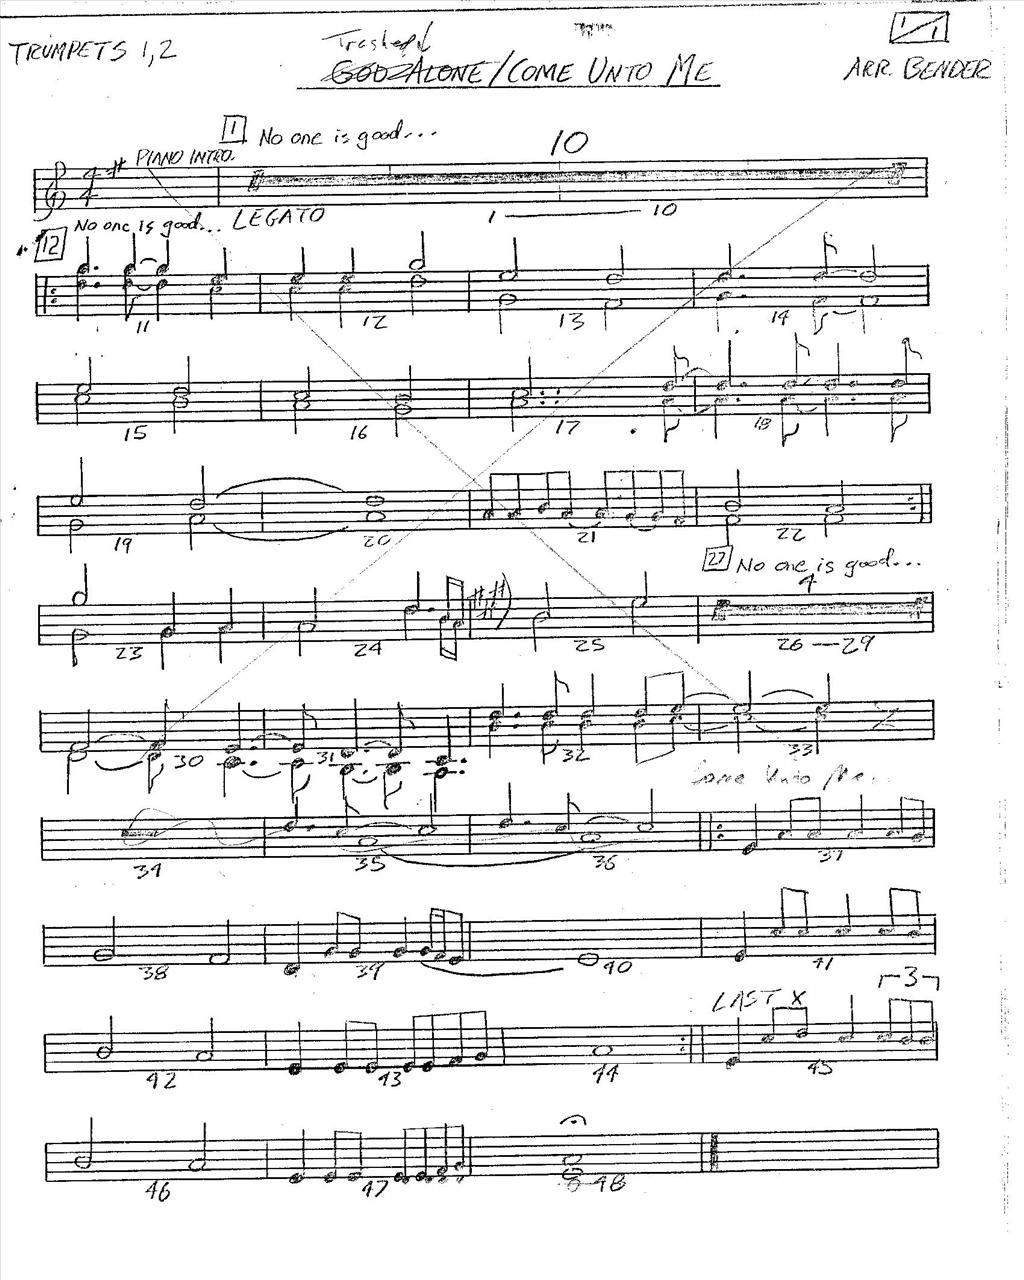 TRUMPETS 1,2
Trashed
GOD ALONE/COME UNTO ME
1/1
ARR. BENDER
1 No one is good...
10
PIANO INTRO.
4
4
1 — 10
12 No one is good... LEGATO
11 12 13 14
15 16 17 18
19 20 21 22
27 No one is good...
4
23 24 25 26—29
30 31 32 33
Come Unto Me...
34 35 36 37
38 39 40 41
LAST X
3
42 43 44 45
46 47 48